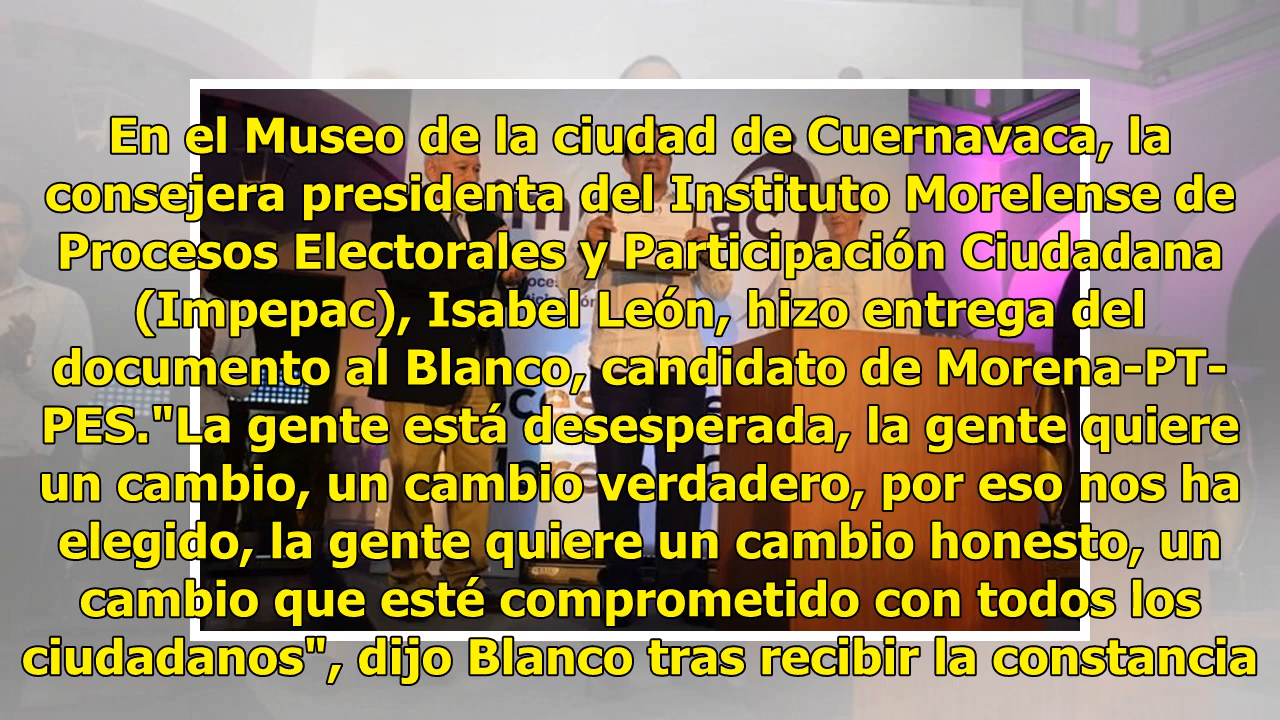 En el Museo de la ciudad de Cuernavaca, la
consejera presidenta del Instituto Morelense de
Procesos Electorales y Participación Ciudadana
(Impepac), Isabel León, hizo entrega del
documento al Blanco, candidato de Morena-PT-
PES."La gente está desesperada, la gente quiere
un cambio, un cambio verdadero, por eso nos ha
elegido, la gente quiere un cambio honesto, un
cambio que esté comprometido con todos los
ciudadanos", dijo Blanco tras recibir la constancia